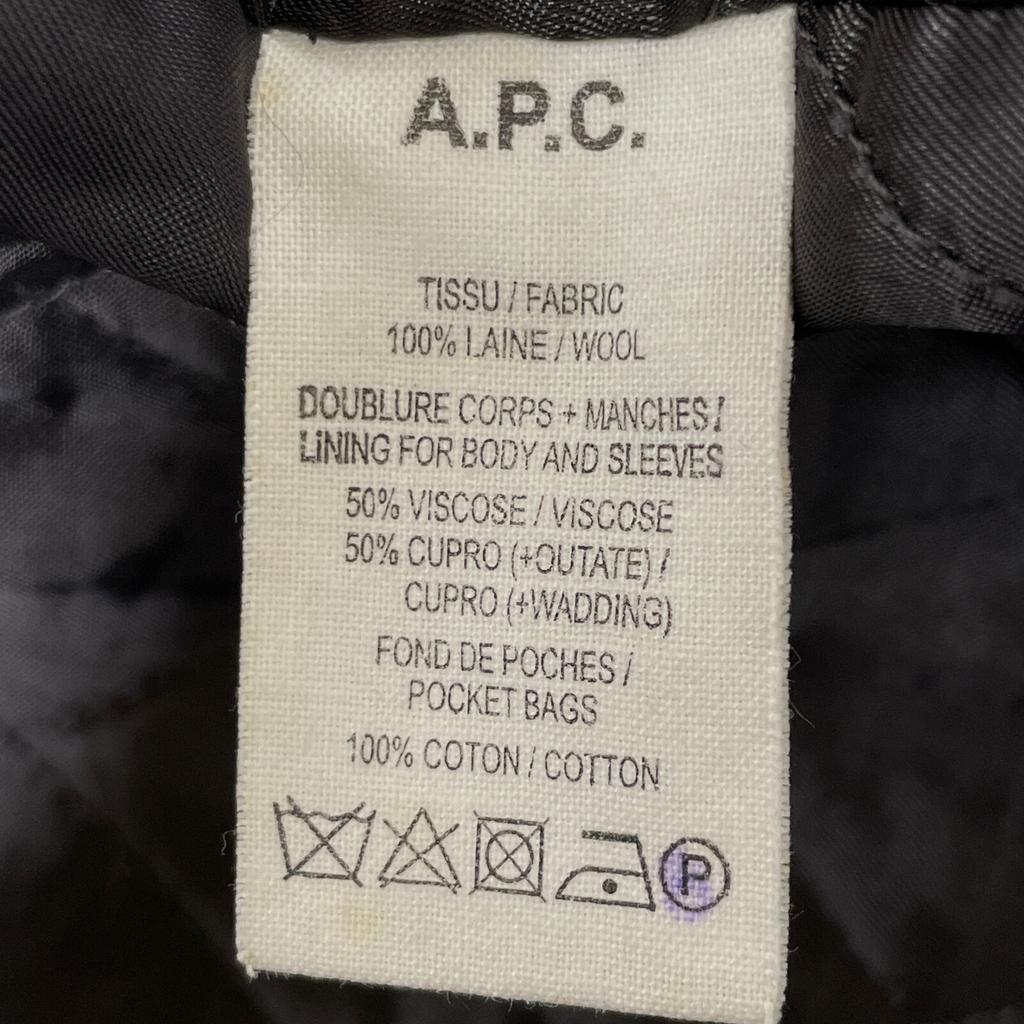 A.P.C.
TISSU / FABRIC
100% LAINE / WOOL
DOUBLURE CORPS + MANCHES /
LINING FOR BODY AND SLEEVES
50% VISCOSE / VISCOSE
50% CUPRO (+OUTATE) /
CUPRO (+WADDING)
FOND DE POCHES /
POCKET BAGS
100% COTON / COTTON
P